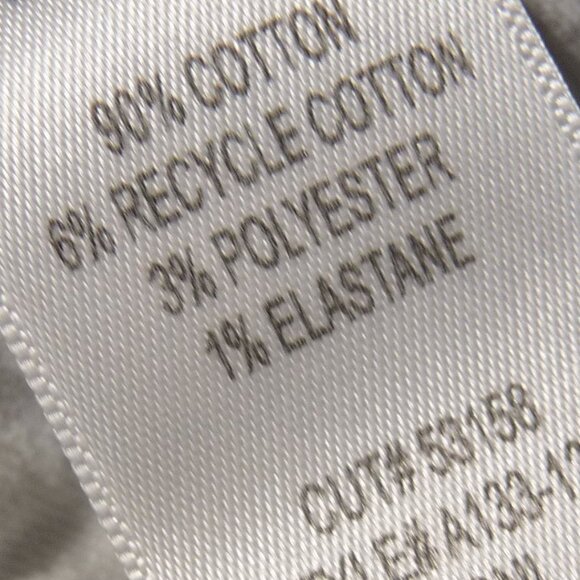 90% COTTON
6% RECYCLE COTTON
3% POLYESTER
1% ELASTANE
CUT# 53158